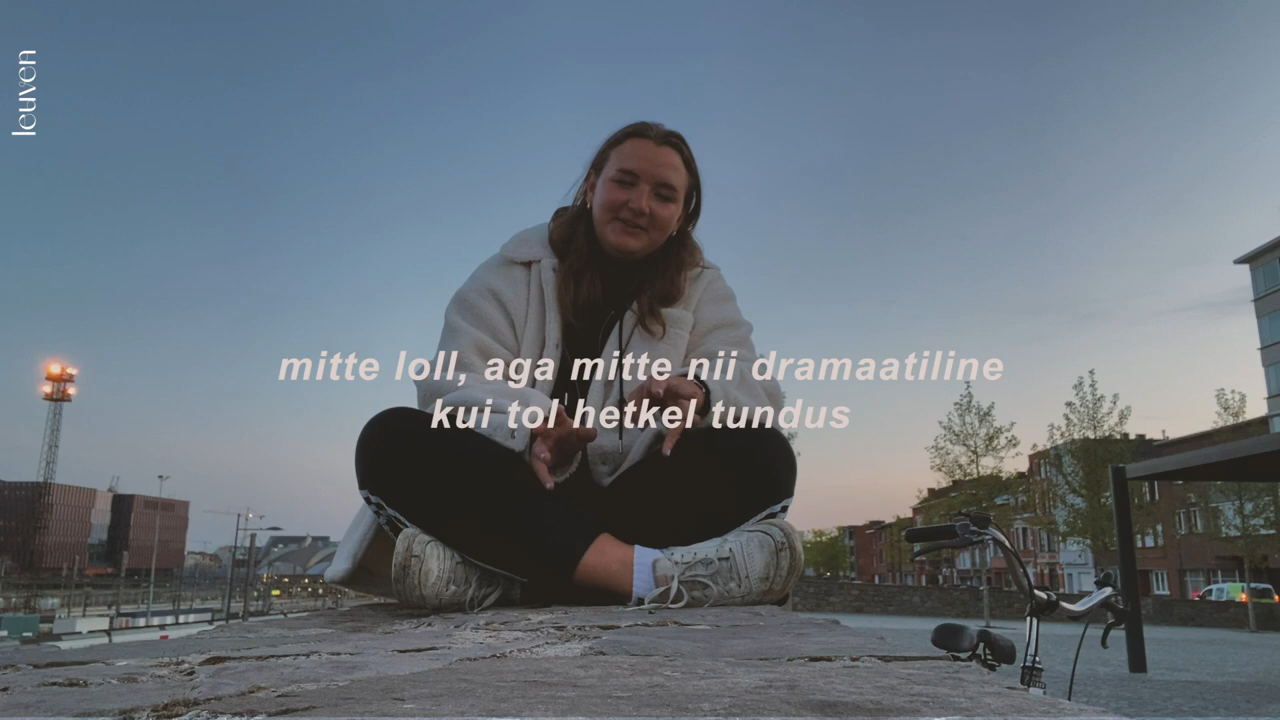 leuven
mitte loll, aga mitte nii dramaatiline
kui tol hetkel tundus